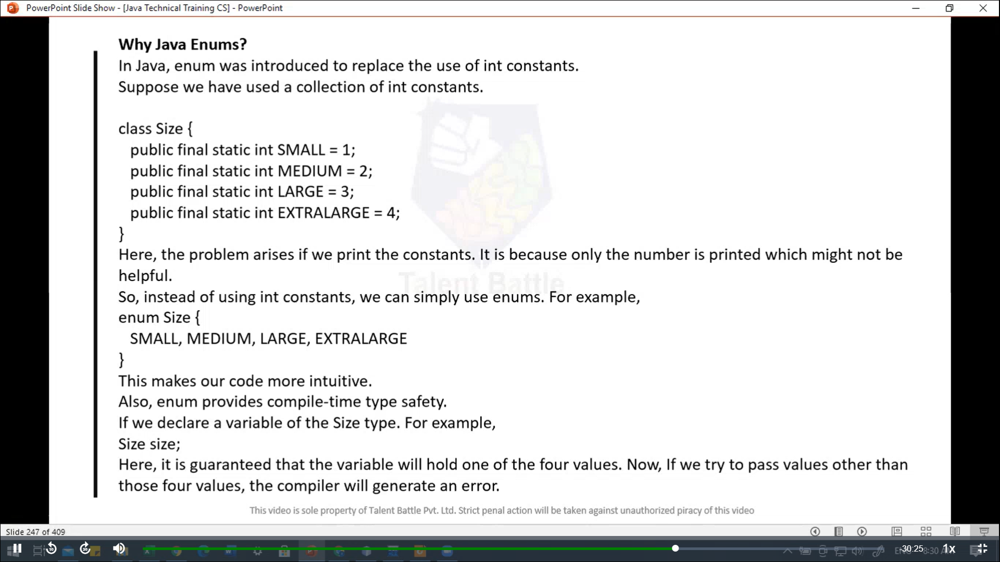 PowerPoint Slide Show - [Java Technical Training CS] - PowerPoint
Why Java Enums?
In Java, enum was introduced to replace the use of int constants.
Suppose we have used a collection of int constants.
class Size {
public final static int SMALL = 1;
public final static int MEDIUM = 2;
public final static int LARGE = 3;
public final static int EXTRALARGE = 4;
}
Here, the problem arises if we print the constants. It is because only the number is printed which might not be
helpful.
Talent Battle
So, instead of using int constants, we can simply use enums. For example,
enum Size {
SMALL, MEDIUM, LARGE, EXTRALARGE
}
This makes our code more intuitive.
Also, enum provides compile-time type safety.
If we declare a variable of the Size type. For example,
Size size;
Here, it is guaranteed that the variable will hold one of the four values. Now, If we try to pass values other than
those four values, the compiler will generate an error.
This video is sole property of Talent Battle Pvt. Ltd. Strict penal action will be taken against unauthorized piracy of this video
Slide 247 of 409
10 30 -30:25 1x